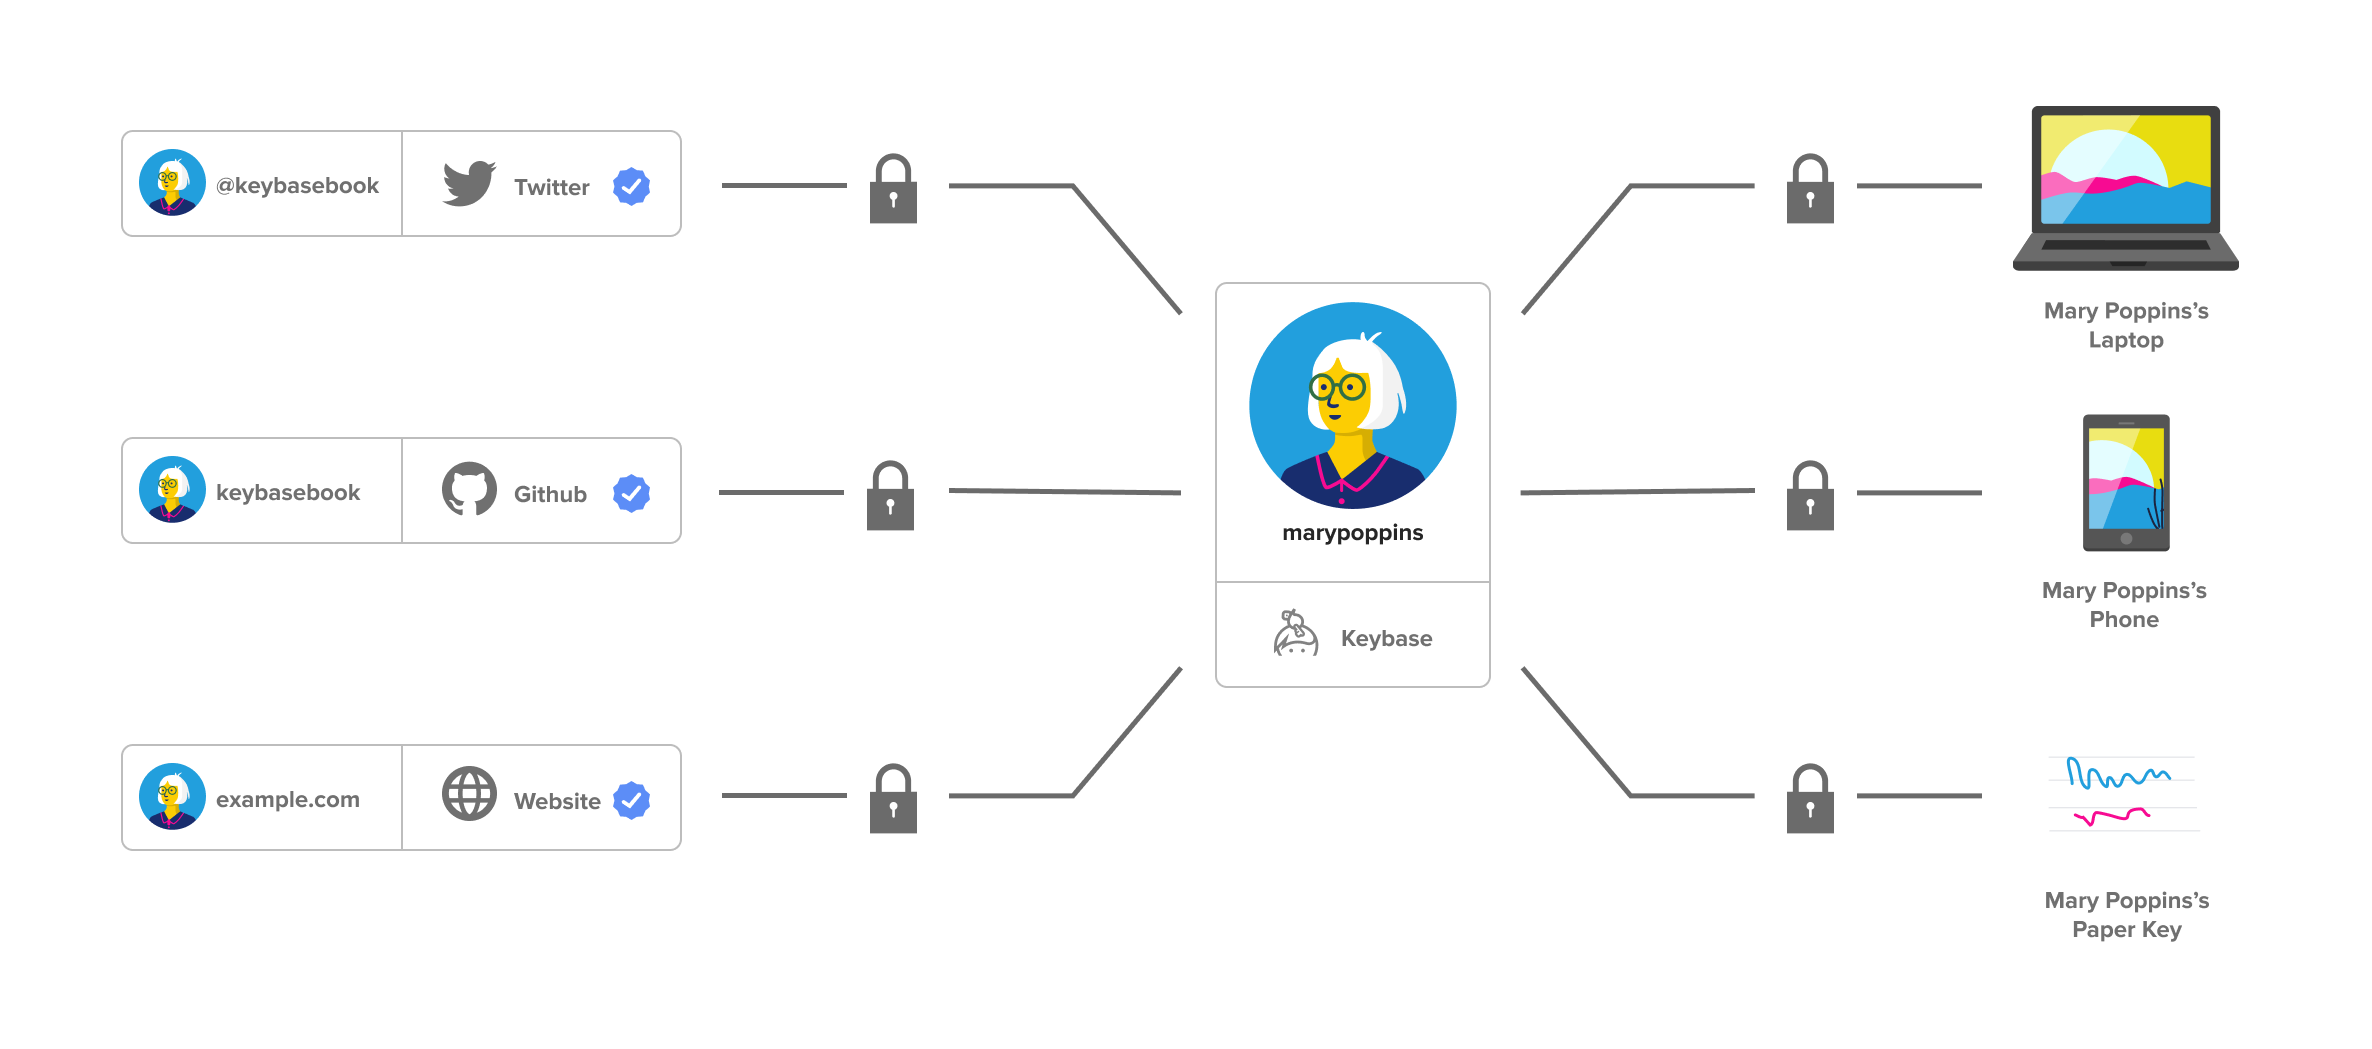 @keybasebook
Twitter
keybasebook
Github
example.com
Website
marypoppins
Keybase
Mary Poppins’s
Laptop
Mary Poppins’s
Phone
Mary Poppins’s
Paper Key